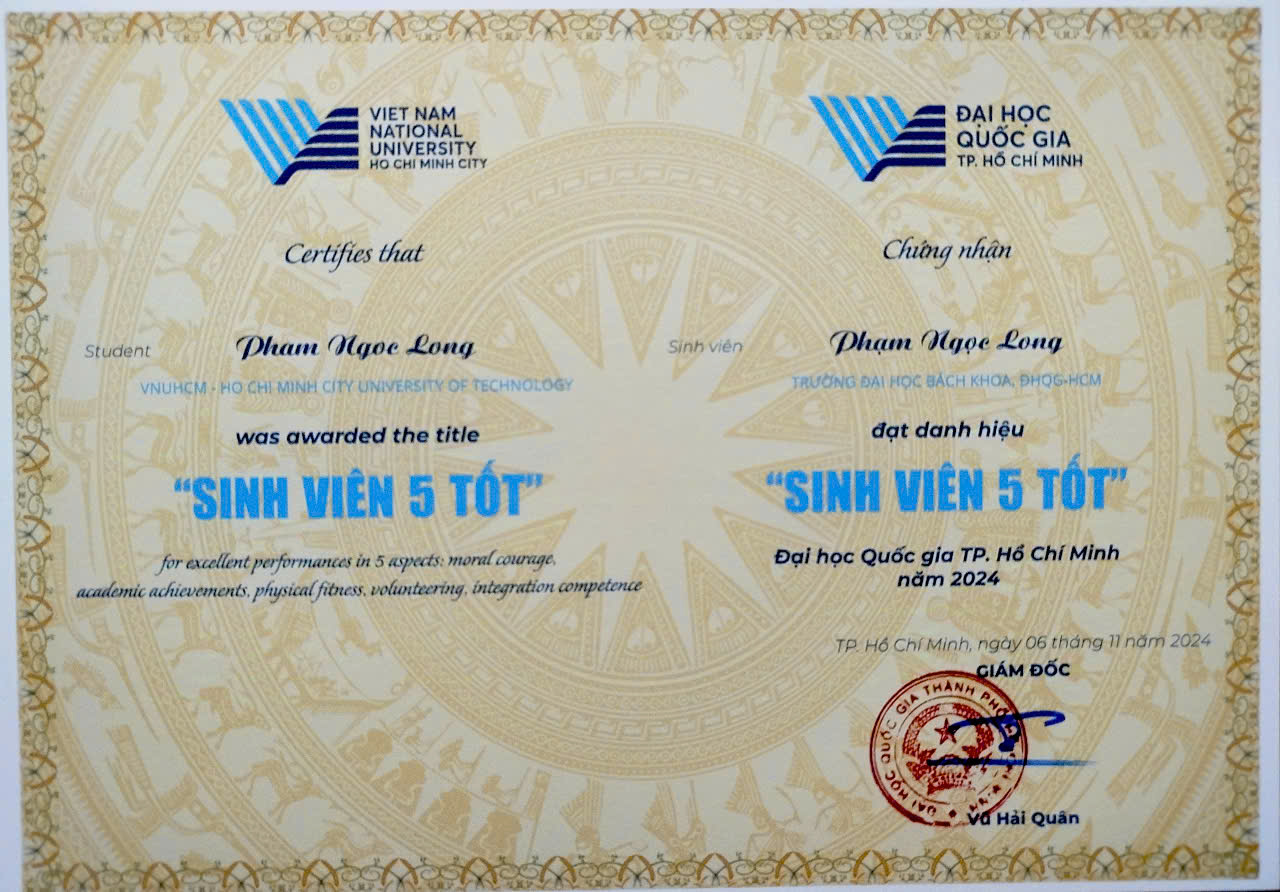 VIET NAM
NATIONAL
UNIVERSITY
HO CHI MINH CITY
Certifies that
Student Pham Ngoc Long
VNUHCM - HO CHI MINH CITY UNIVERSITY OF TECHNOLOGY
was awarded the title
“SINH VIÊN 5 TỐT”
for excellent performances in 5 aspects: moral courage,
academic achievements, physical fitness, volunteering, integration competence
ĐẠI HỌC
QUỐC GIA
TP. HỒ CHÍ MINH
Chứng nhận
Sinh viên Phạm Ngọc Long
TRƯỜNG ĐẠI HỌC BÁCH KHOA, ĐHQG-HCM
đạt danh hiệu
“SINH VIÊN 5 TỐT”
Đại học Quốc gia TP. Hồ Chí Minh
năm 2024
TP. Hồ Chí Minh, ngày 06 tháng 11 năm 2024
GIÁM ĐỐC
ĐẠI HỌC QUỐC GIA THÀNH PHỐ
Vũ Hải Quân